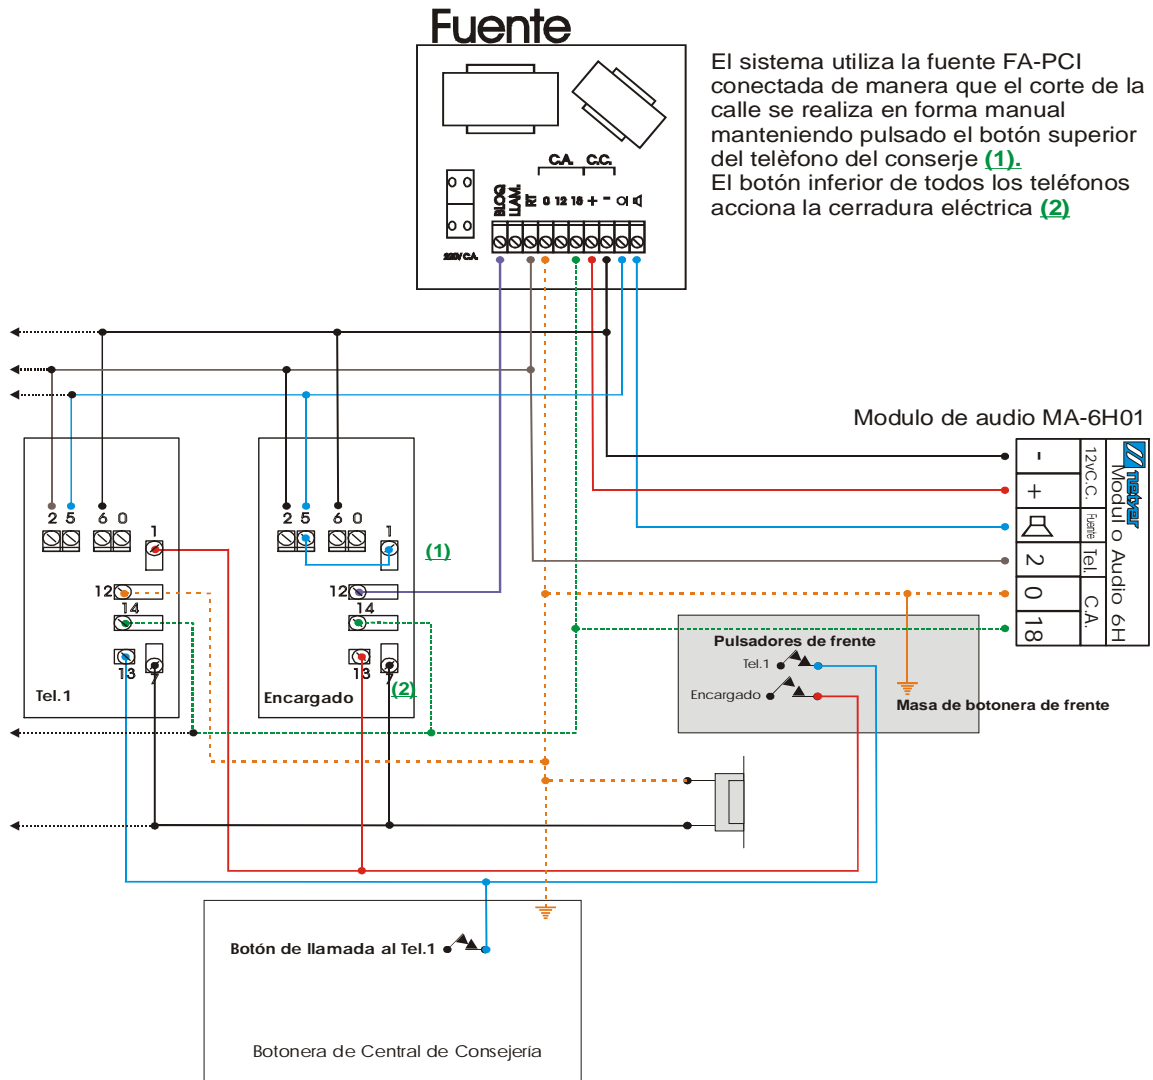 Fuente
El sistema utiliza la fuente FA-PCI
conectada de manera que el corte de la
calle se realiza en forma manual
manteniendo pulsado el botón superior
del telèfono del conserje (1).
El botón inferior de todos los teléfonos
acciona la cerradura eléctrica (2)
C.A. C.C.
BLOQ
LLAM.
RT 0 12 18 + -
220V C.A.
Modulo de audio MA-6H01
- + 2 0 18
12vC.C. Fuente Tel. C.A.
netyer
Modulo Audio 6H
2 5 6 0
1
12
14
13 7
Tel.1
2 5 6 0
1
(1)
12
14
13 7
(2)
Encargado
Pulsadores de frente
Tel.1
Encargado
Masa de botonera de frente
Botón de llamada al Tel.1
Botonera de Central de Consejería